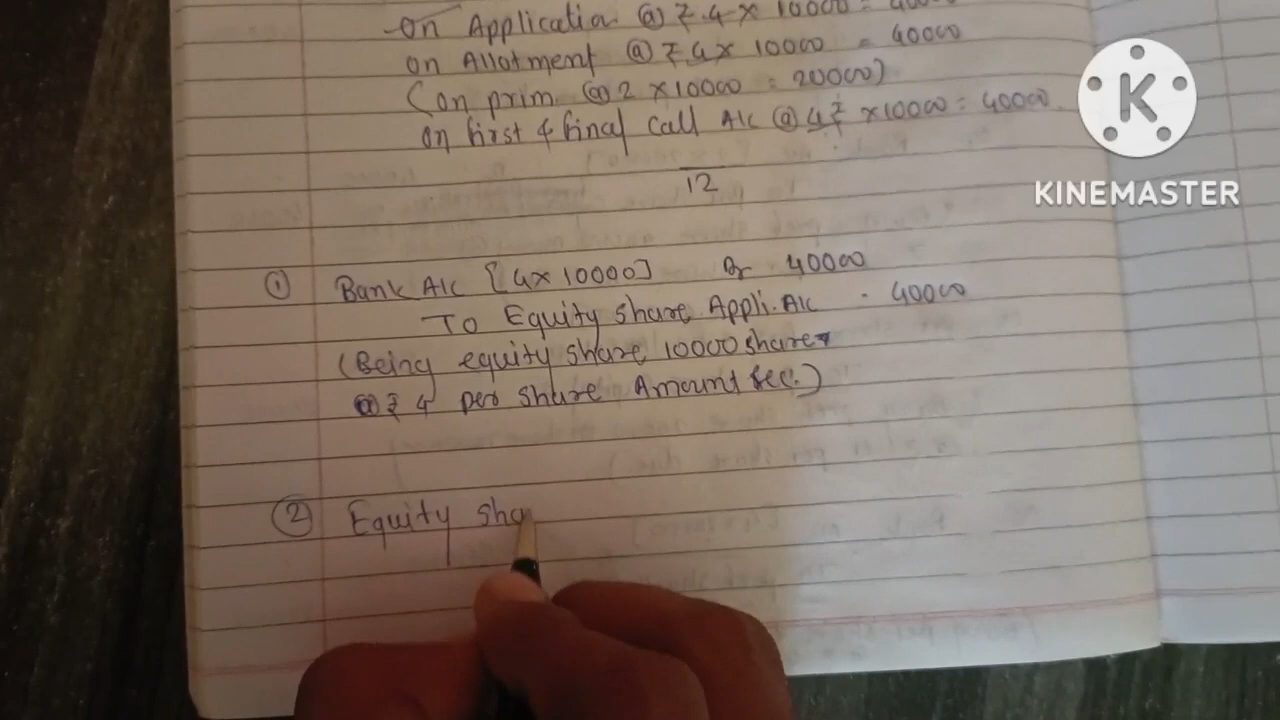 On Application @ ₹.4 × 10000 = 40000
on Allotment @ ₹.4× 10000 = 40000
(on prim. @ 2 ×10000 = 20000)
On first & final Call A/c @ 4₹ ×10000 = 40000
12
① Bank A/c [4× 10000] Dr 40000
To Equity share Appli. A/c - 40000
(Being equity share 10000 share
@ ₹ 4 per share Amount rec.)
② Equity sha
K
KINEMASTER